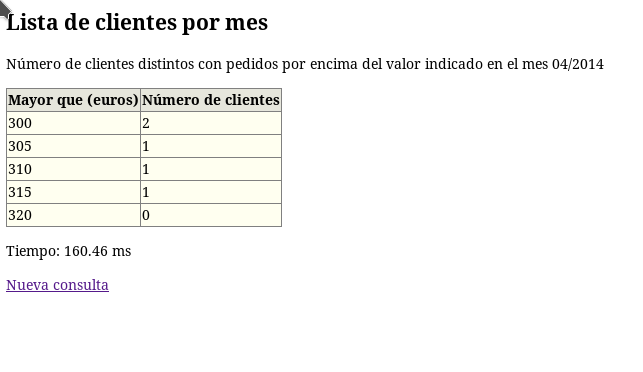 Lista de clientes por mes
Número de clientes distintos con pedidos por encima del valor indicado en el mes 04/2014
Mayor que (euros) Número de clientes
300 2
305 1
310 1
315 1
320 0
Tiempo: 160.46 ms
Nueva consulta